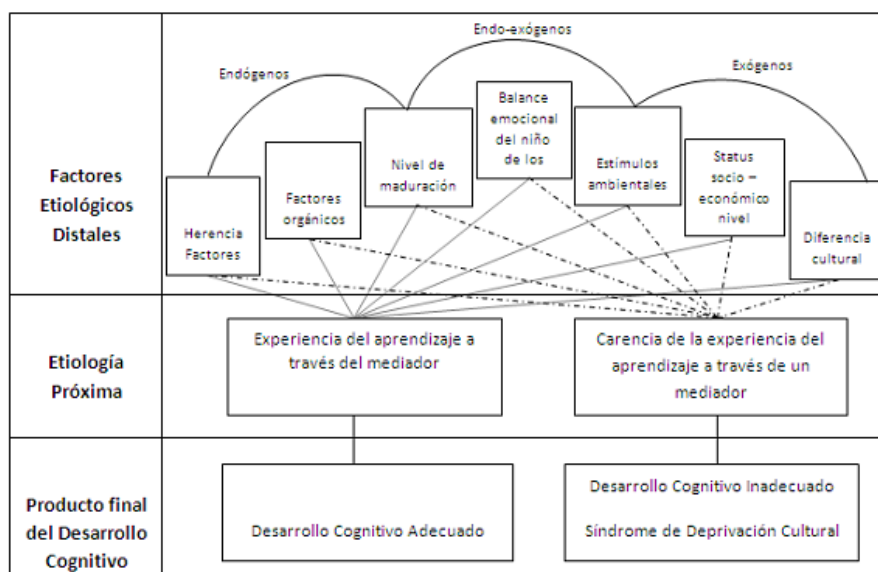 Endo-exógenos
Endógenos
Exógenos
Factores
Etiológicos
Distales
Herencia
Factores
Factores
orgánicos
Nivel de
maduración
Balance
emocional
del niño
de los
Estímulos
ambientales
Status
socio –
económico
nivel
Diferencia
cultural
Etiología
Próxima
Experiencia del aprendizaje a
través del mediador
Carencia de la experiencia del
aprendizaje a través de un
mediador
Producto final
del Desarrollo
Cognitivo
Desarrollo Cognitivo Adecuado
Desarrollo Cognitivo Inadecuado
Síndrome de Deprivación Cultural